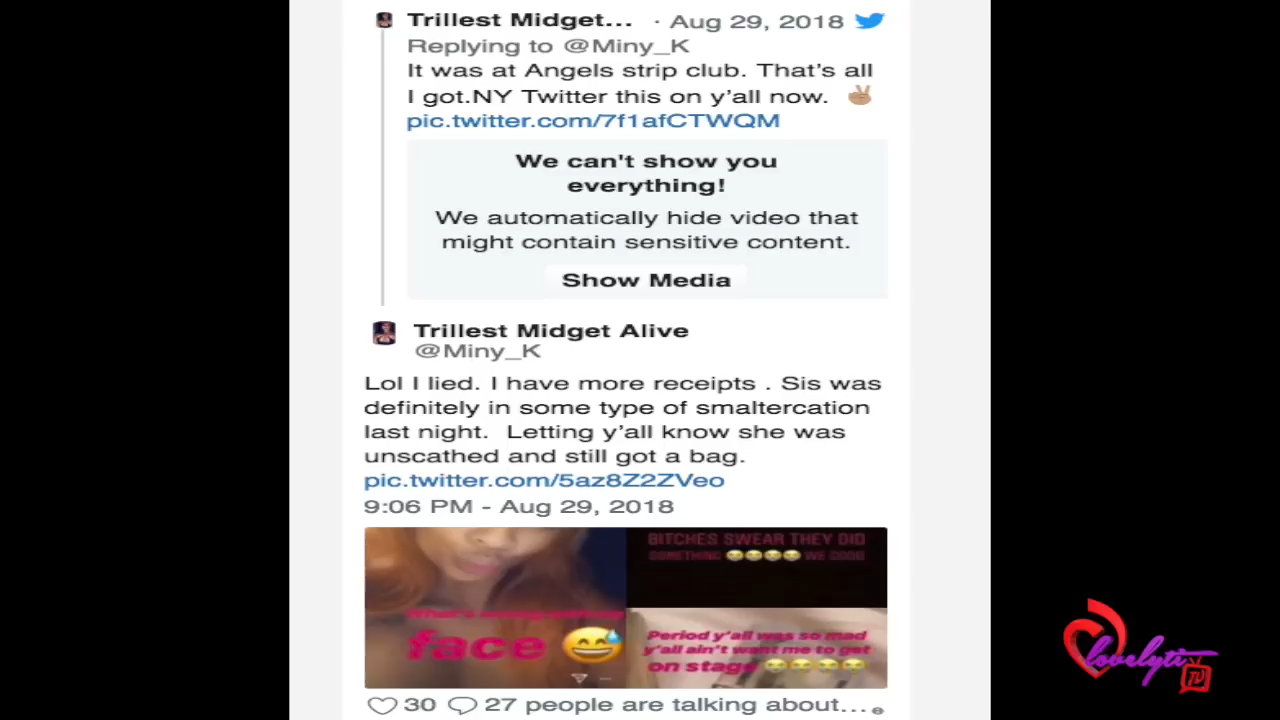 Trillest Midget... · Aug 29, 2018
Replying to @Miny_K
It was at Angels strip club. That's all
I got.NY Twitter this on y'all now. ✌🏽
pic.twitter.com/7f1afCTWQM
We can't show you
everything!
We automatically hide video that
might contain sensitive content.
Show Media
Trillest Midget Alive
@Miny_K
Lol I lied. I have more receipts . Sis was
definitely in some type of smaltercation
last night.  Letting y'all know she was
unscathed and still got a bag.
pic.twitter.com/5az8Z2ZVeo
9:06 PM - Aug 29, 2018
face 😅
BITCHES SWEAR THEY DID
SOMETHING 😂😂😂😂 WE GOOD
Period y'all was so mad
y'all ain't want me to get
on stage 😂😂😂😂
30 27 people are talking about...
lovelyti
TV